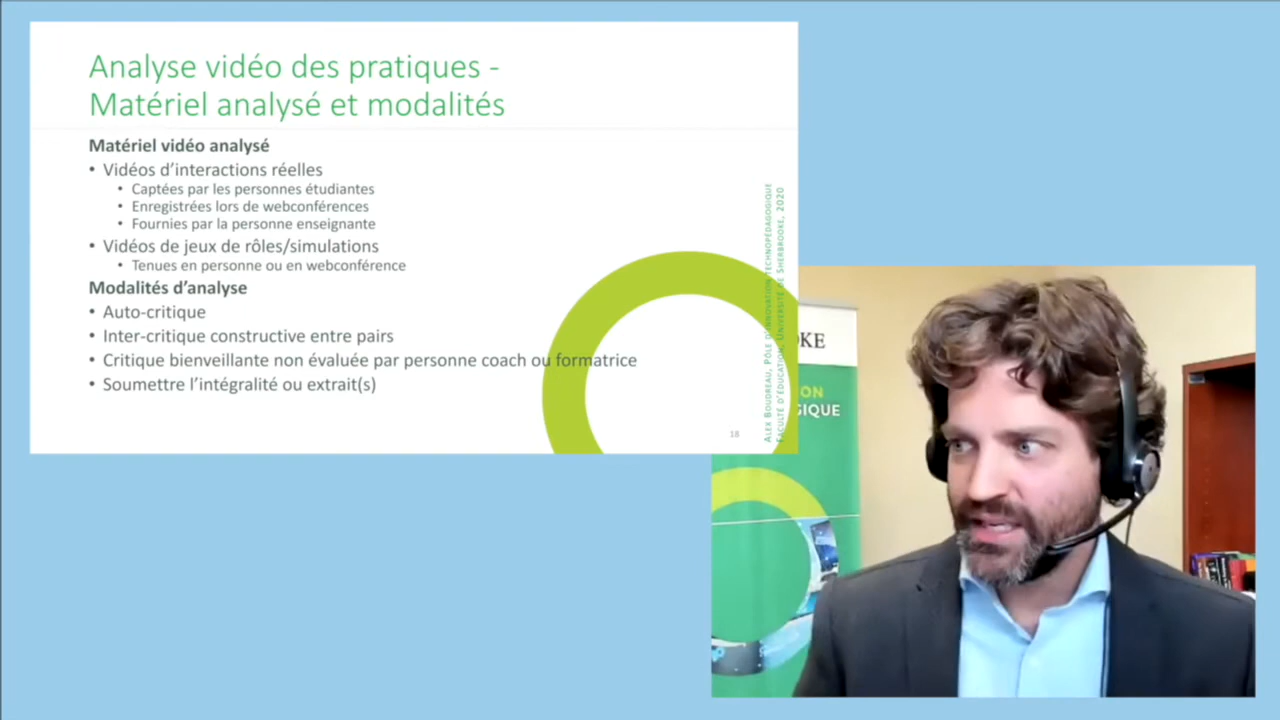 Analyse vidéo des pratiques -
Matériel analysé et modalités
Matériel vidéo analysé
• Vidéos d'interactions réelles
• Captées par les personnes étudiantes
• Enregistrées lors de webconférences
• Fournies par la personne enseignante
• Vidéos de jeux de rôles/simulations
• Tenues en personne ou en webconférence
Modalités d'analyse
• Auto-critique
• Inter-critique constructive entre pairs
• Critique bienveillante non évaluée par personne coach ou formatrice
• Soumettre l'intégralité ou extrait(s)
18
Alex Boudreau, Pôle d'innovation technopédagogique
Faculté d'éducation, Université de Sherbrooke, 2020
OKE
ON
GIQUE